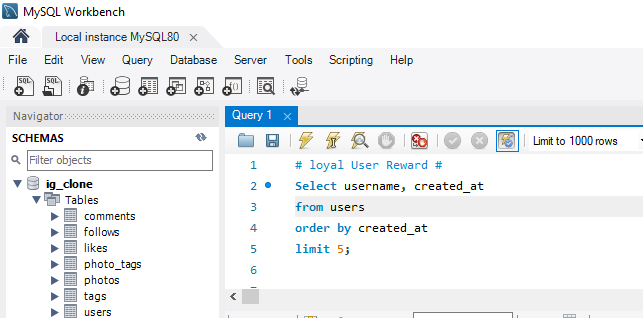 MySQL Workbench
Local instance MySQL80 ×
File Edit View Query Database Server Tools Scripting Help
SQL SQL
Navigator
SCHEMAS
Filter objects
ig_clone
Tables
comments
follows
likes
photo_tags
photos
tags
users
Query 1 ×
Limit to 1000 rows
1 # loyal User Reward #
2 Select username, created_at
3 from users
4 order by created_at
5 limit 5;
6